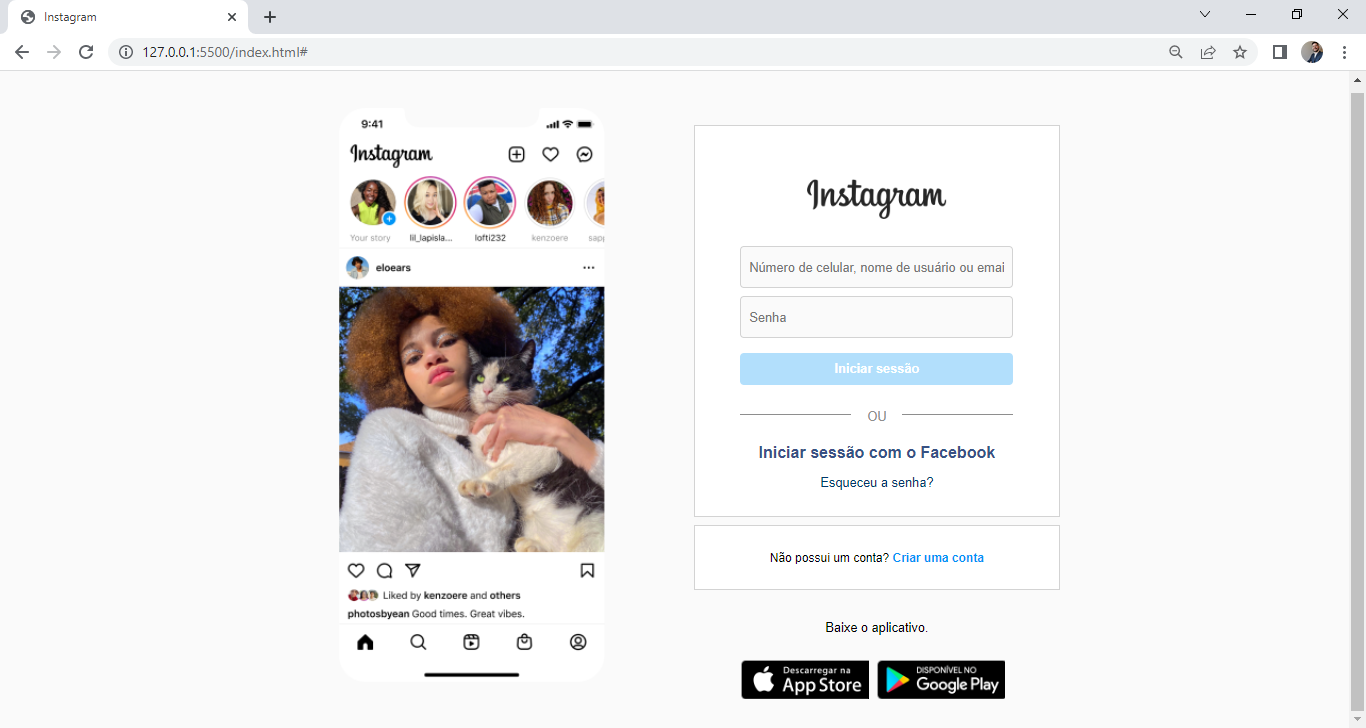 Instagram
127.0.0.1:5500/index.html#
9:41
Instagram
Your story
lil_lapisla...
lofti232
kenzoere
sapp
eloears
Liked by kenzoere and others
photosbyean Good times. Great vibes.
Instagram
Número de celular, nome de usuário ou emai
Senha
Iniciar sessão
OU
Iniciar sessão com o Facebook
Esqueceu a senha?
Não possui um conta? Criar uma conta
Baixe o aplicativo.
Descarregar na
App Store
DISPONÍVEL NO
Google Play